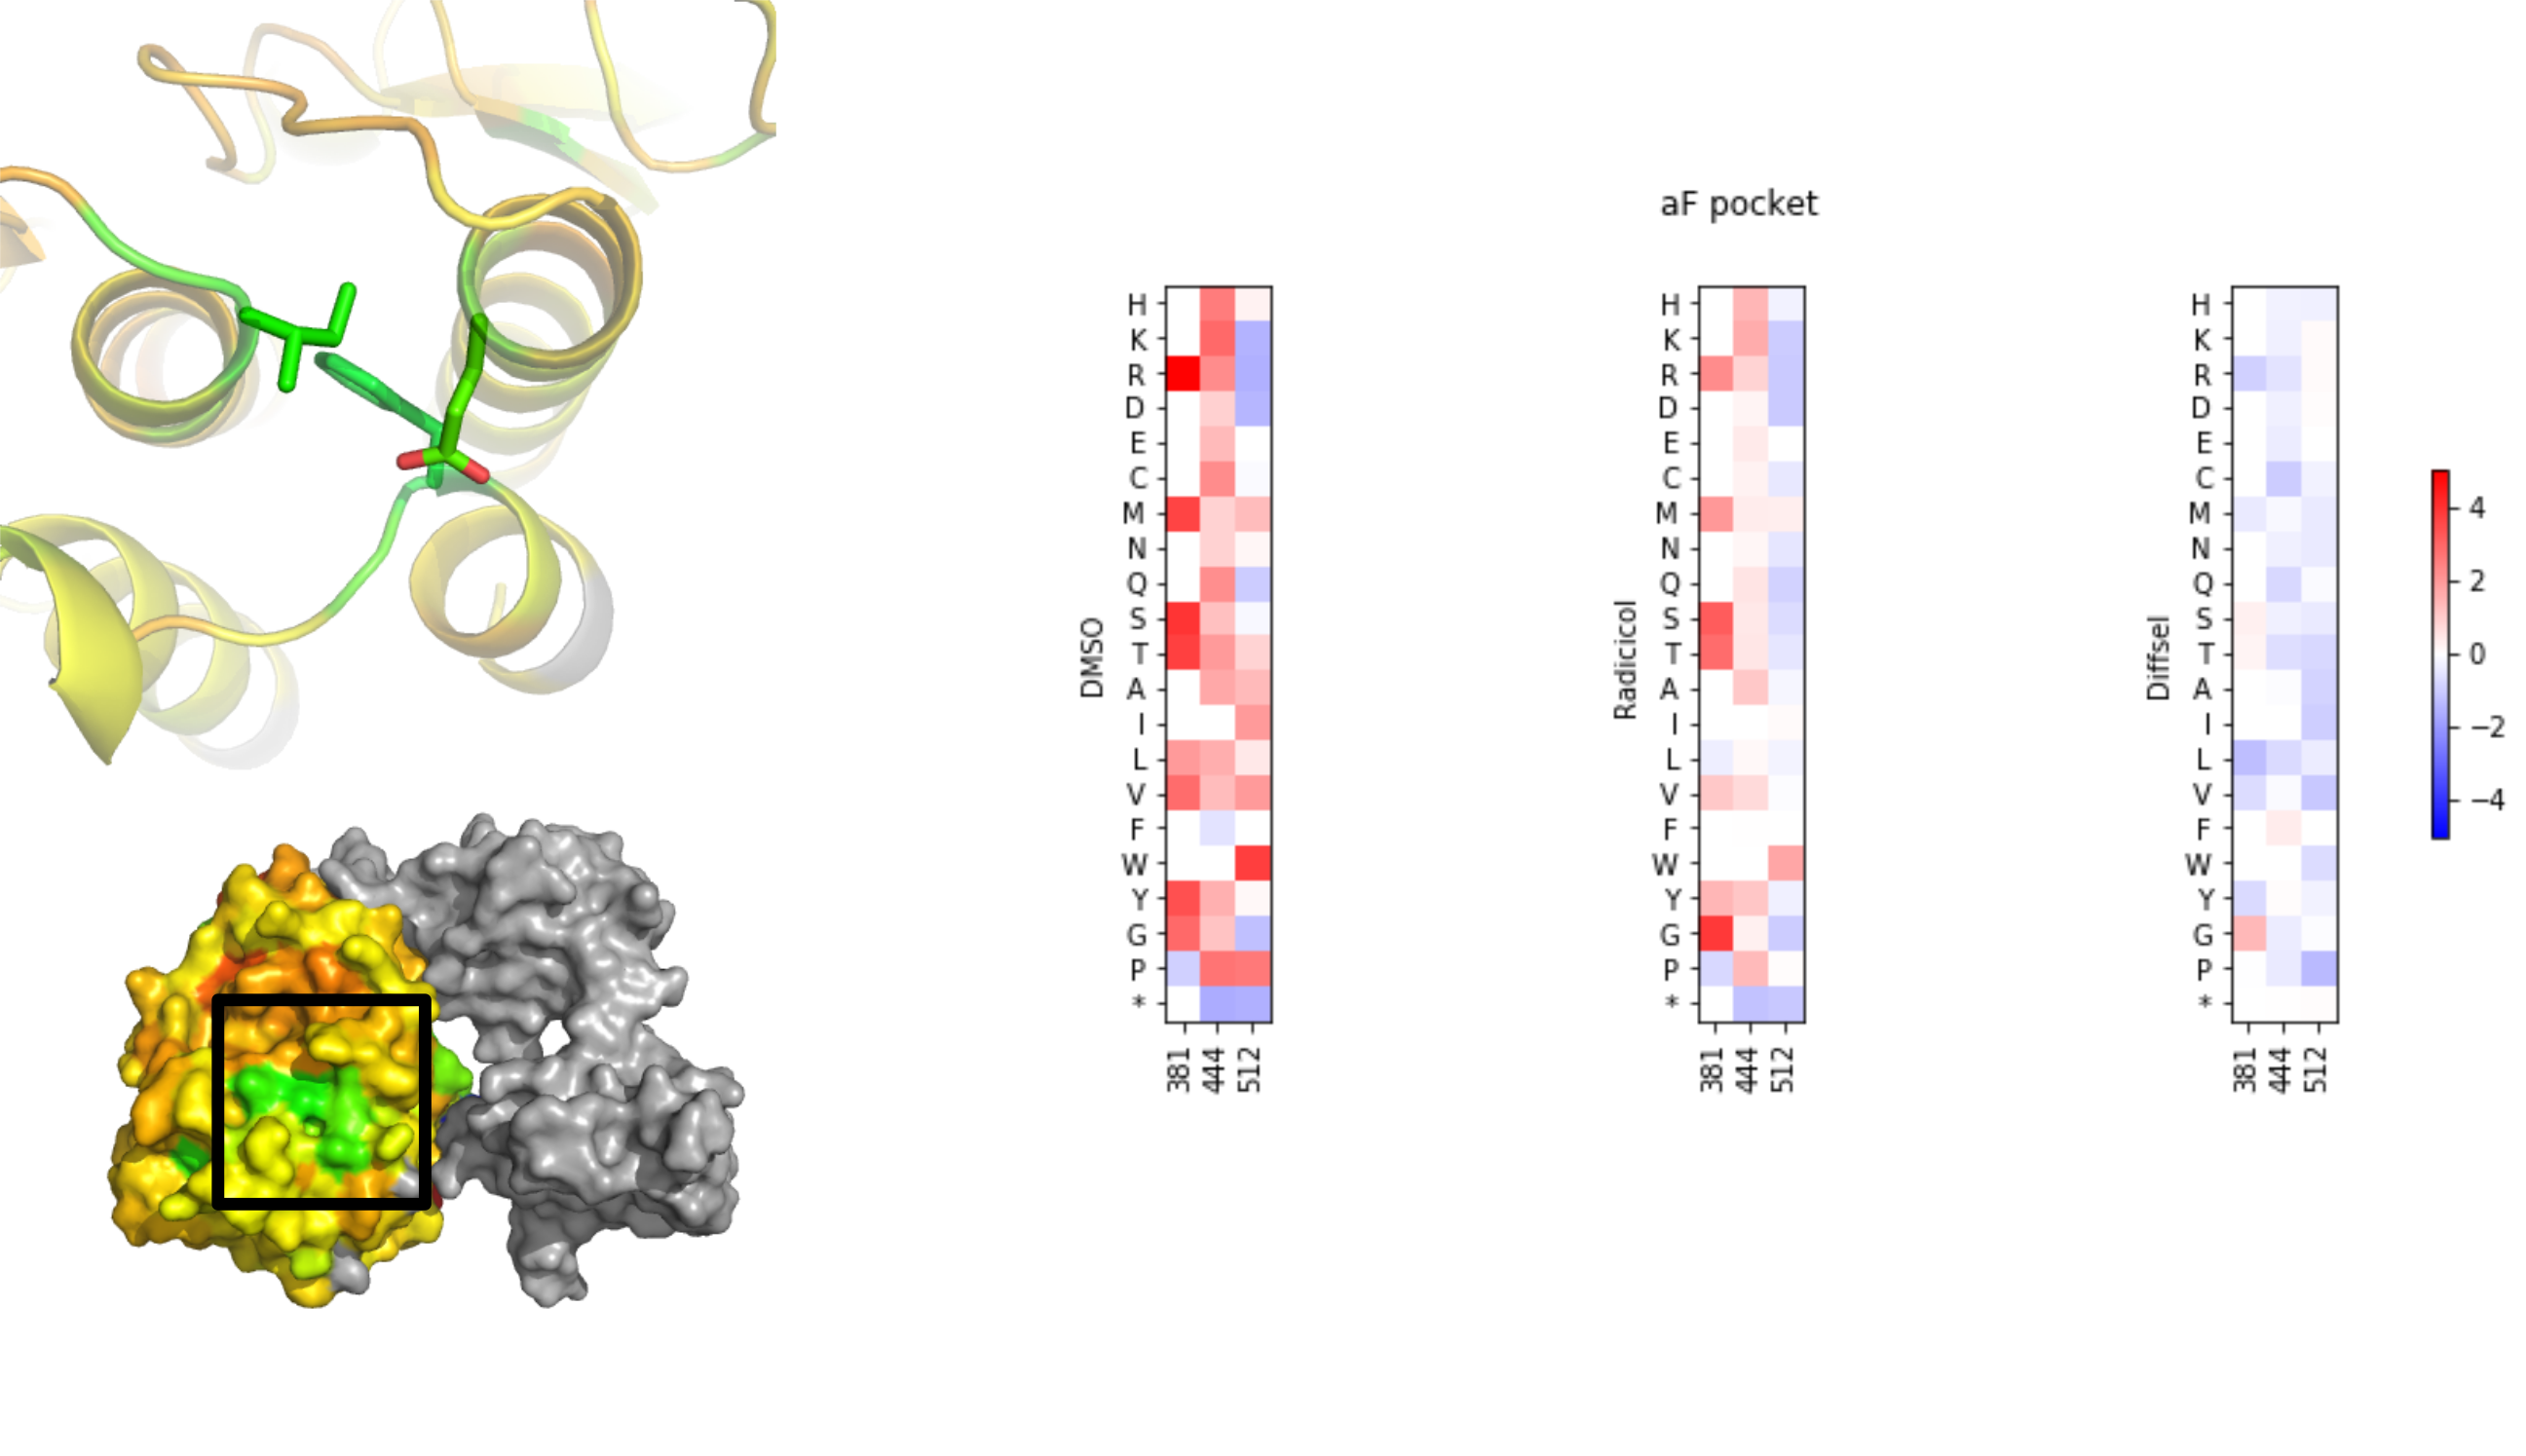 aF pocket
DMSO
H
K
R
D
E
C
M
N
Q
S
T
A
I
L
V
F
W
Y
G
P
*
381
444
512
Radicicol
H
K
R
D
E
C
M
N
Q
S
T
A
I
L
V
F
W
Y
G
P
*
381
444
512
Diffsel
H
K
R
D
E
C
M
N
Q
S
T
A
I
L
V
F
W
Y
G
P
*
381
444
512
4
2
0
−2
−4